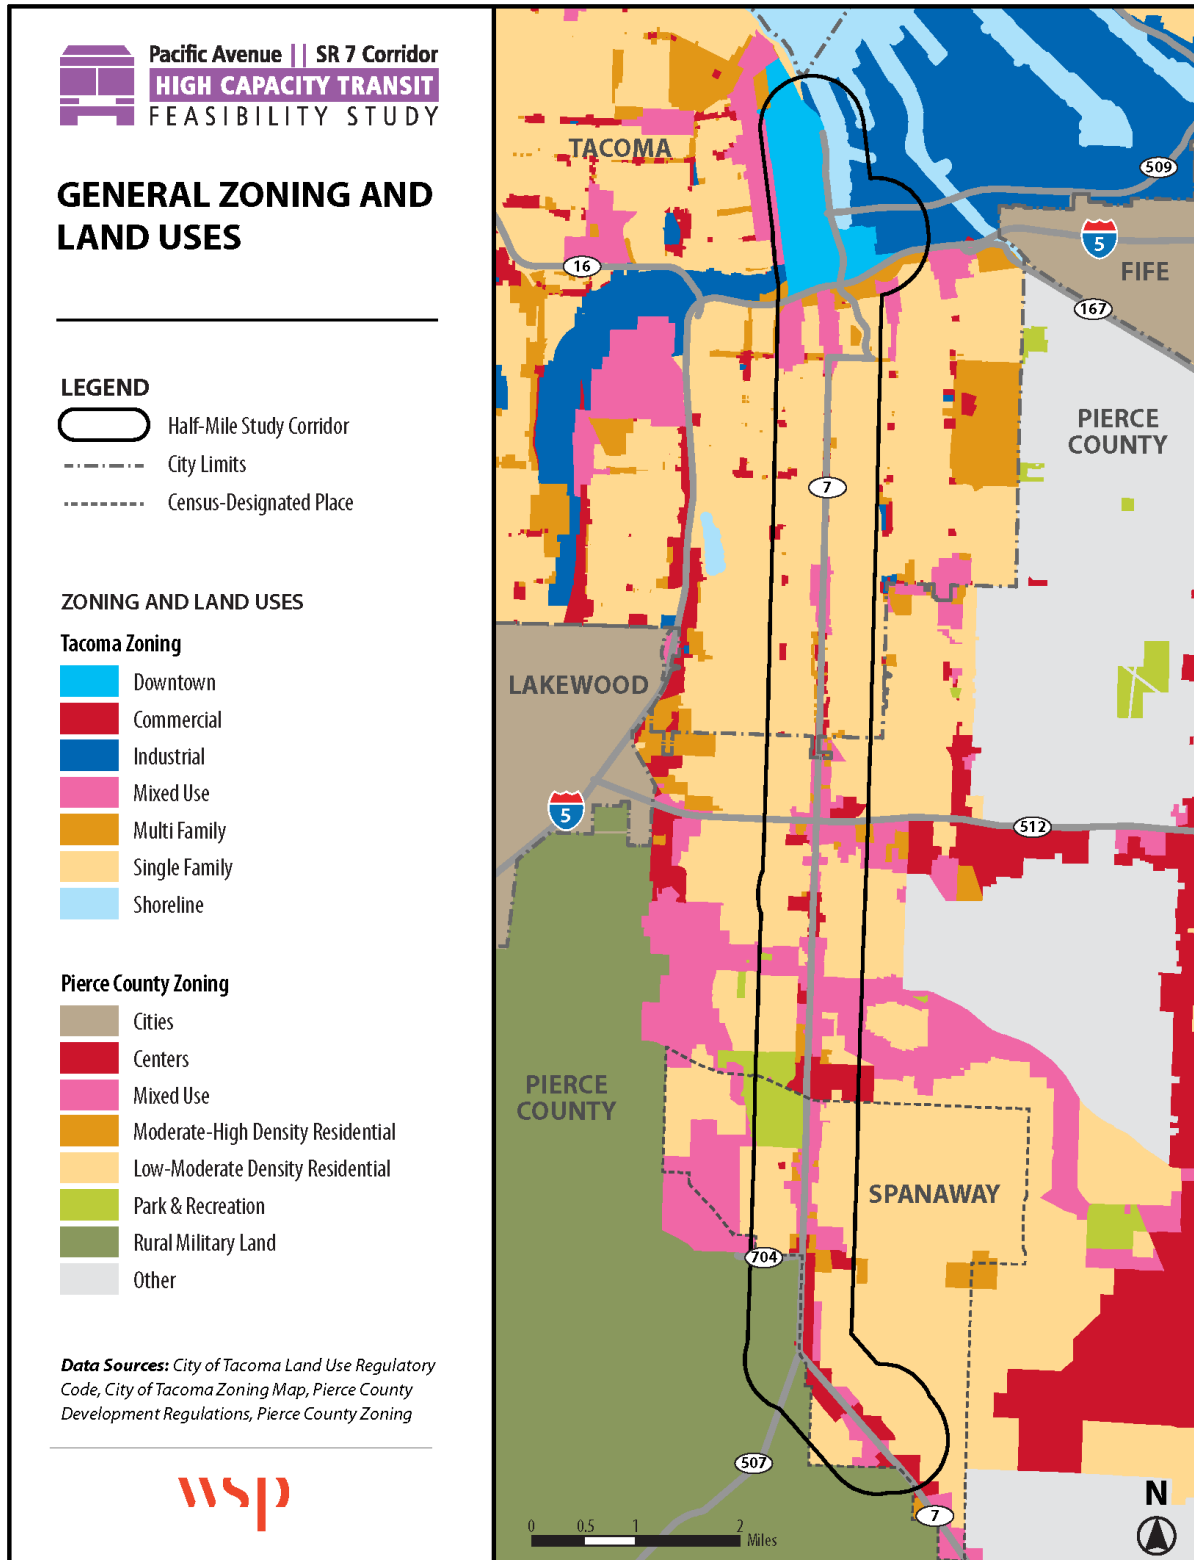 Pacific Avenue || SR 7 Corridor
HIGH CAPACITY TRANSIT
FEASIBILITY STUDY
GENERAL ZONING AND
LAND USES
LEGEND
Half-Mile Study Corridor
City Limits
Census-Designated Place
ZONING AND LAND USES
Tacoma Zoning
Downtown
Commercial
Industrial
Mixed Use
Multi Family
Single Family
Shoreline
Pierce County Zoning
Cities
Centers
Mixed Use
Moderate-High Density Residential
Low-Moderate Density Residential
Park & Recreation
Rural Military Land
Other
Data Sources: City of Tacoma Land Use Regulatory
Code, City of Tacoma Zoning Map, Pierce County
Development Regulations, Pierce County Zoning
wsp
TACOMA
509
5
FIFE
16
167
PIERCE
COUNTY
7
LAKEWOOD
5
512
PIERCE
COUNTY
SPANAWAY
704
507
7
N
0 0.5 1 2
Miles